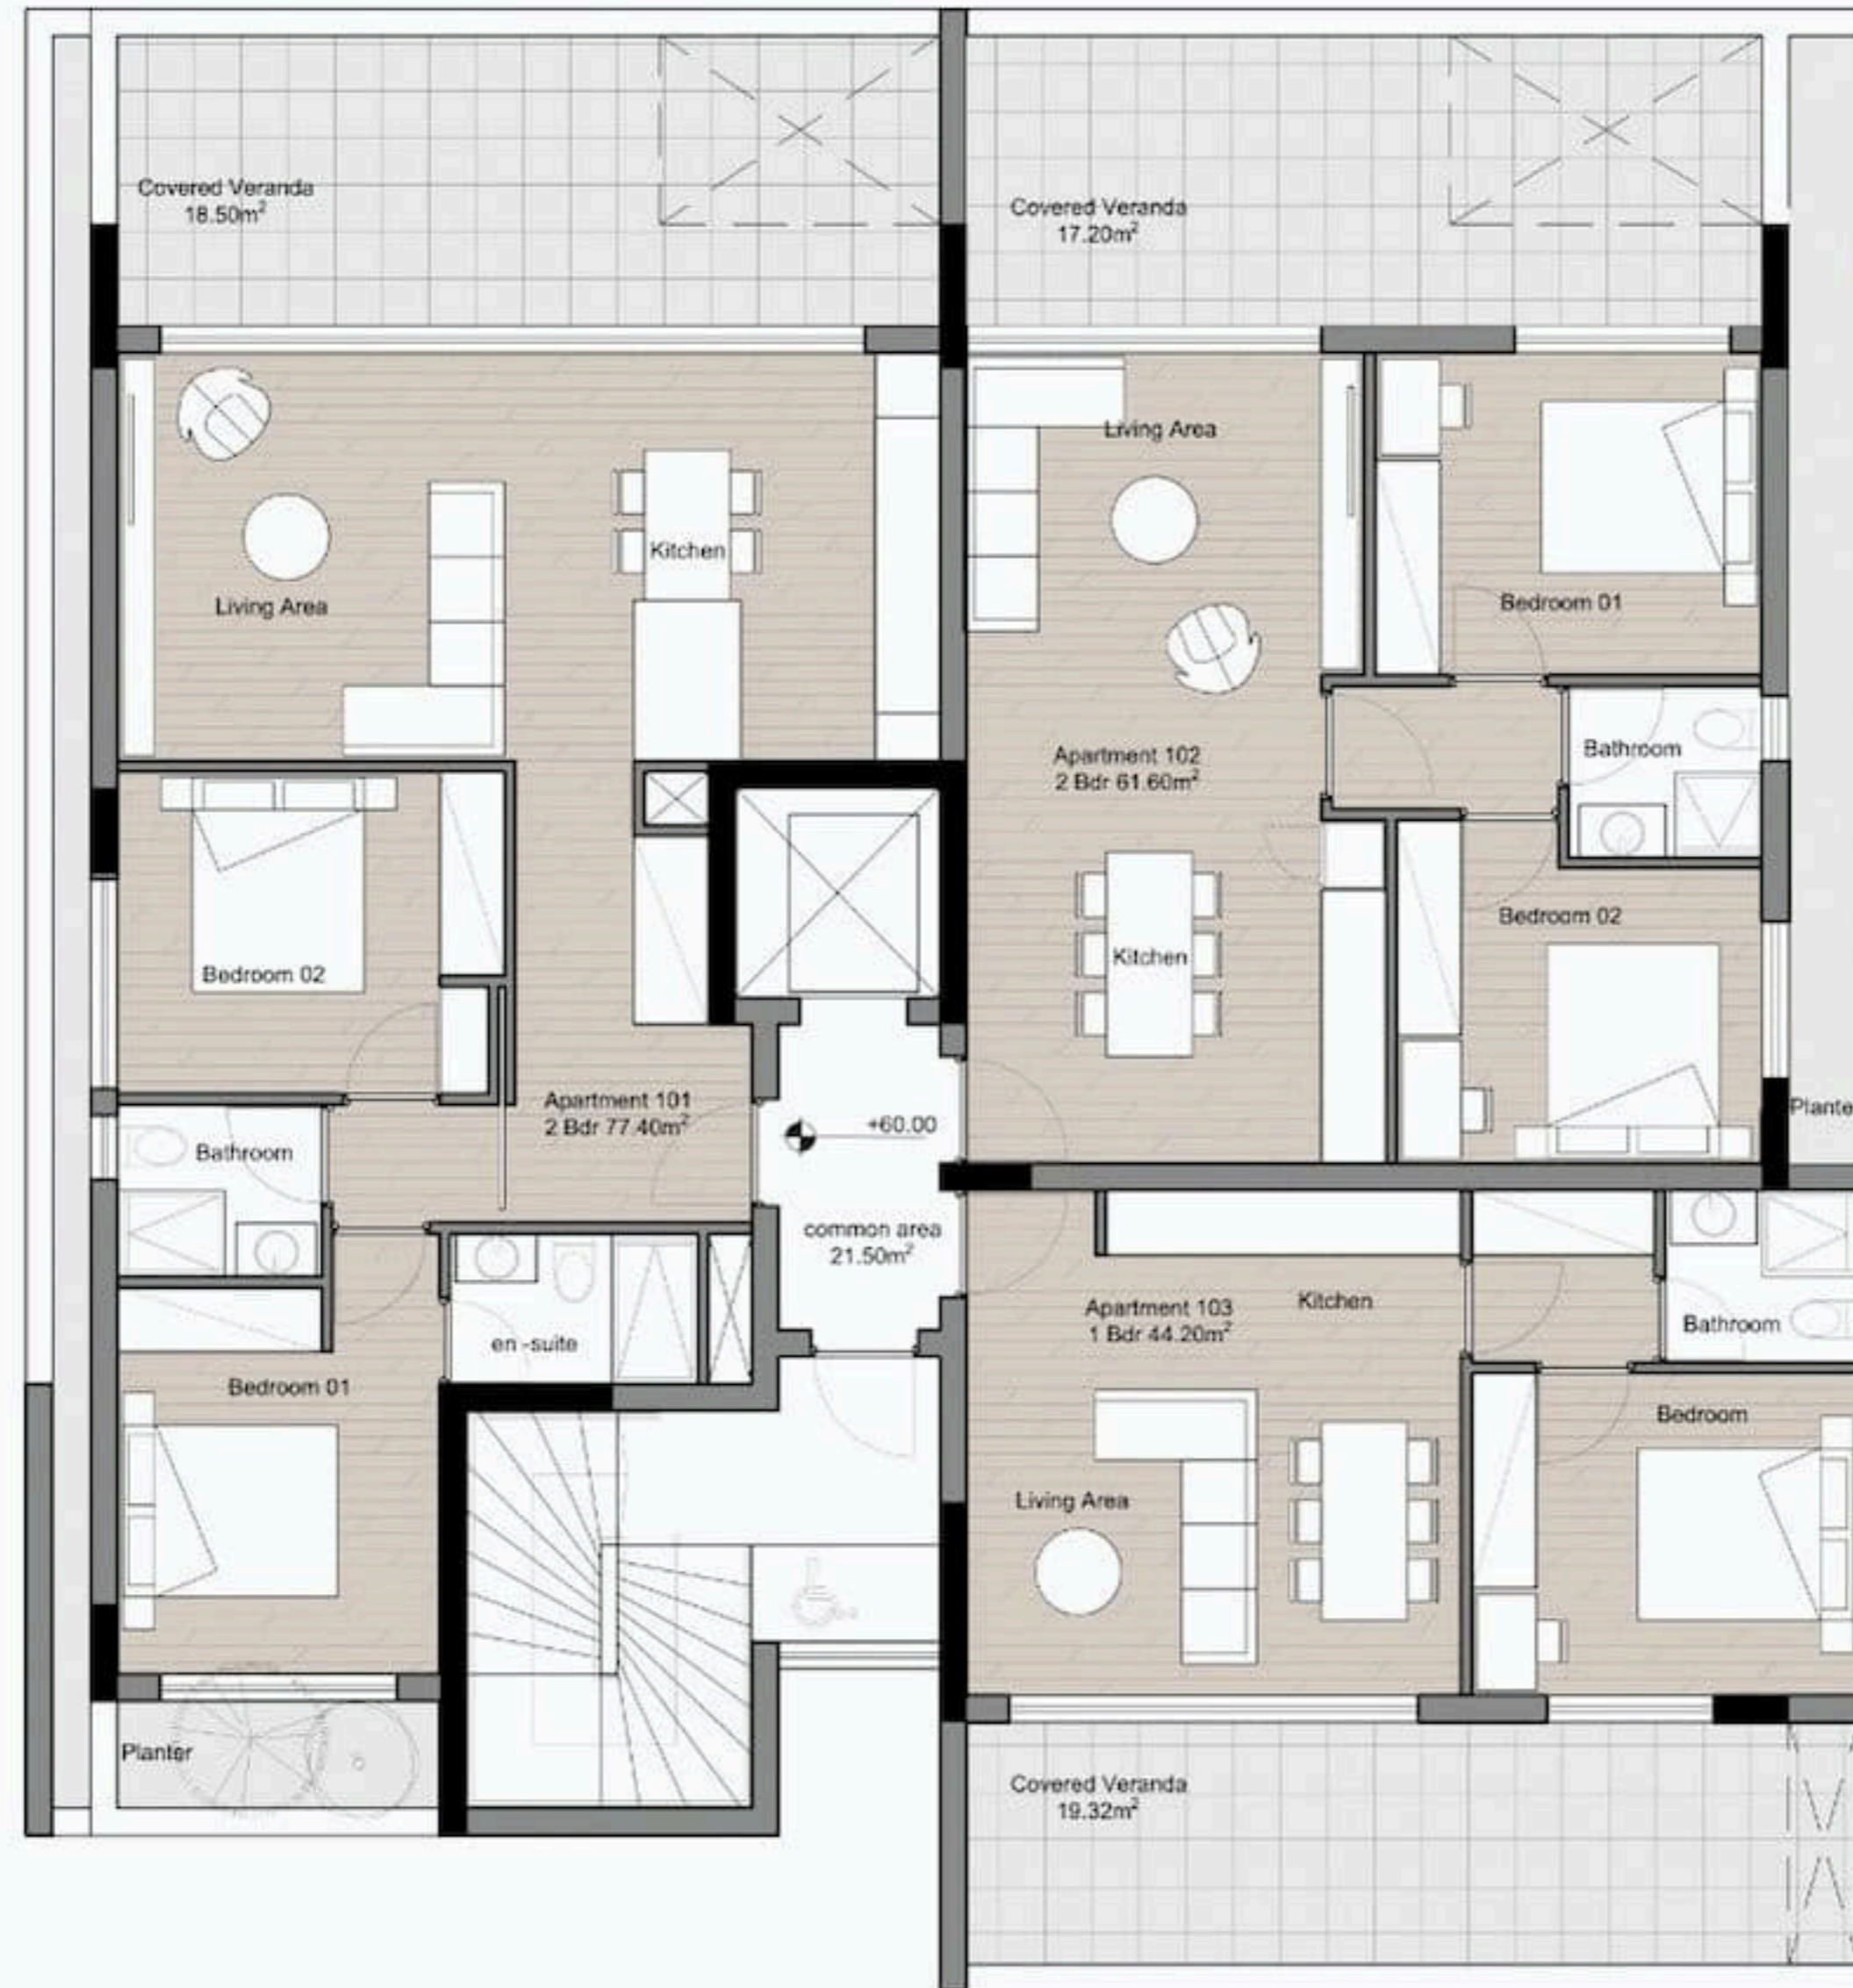 Covered Veranda
18.50m²
Covered Veranda
17.20m²
Living Area
Kitchen
Living Area
Bedroom 01
Apartment 102
2 Bdr 61.60m²
Bathroom
Bedroom 02
Kitchen
Bedroom 02
Apartment 101
2 Bdr 77.40m²
+60.00
Plante
Bathroom
common area
21.50m²
Apartment 103
1 Bdr 44.20m²
Kitchen
Bathroom
en -suite
Bedroom 01
Bedroom
Living Area
Planter
Covered Veranda
19.32m²